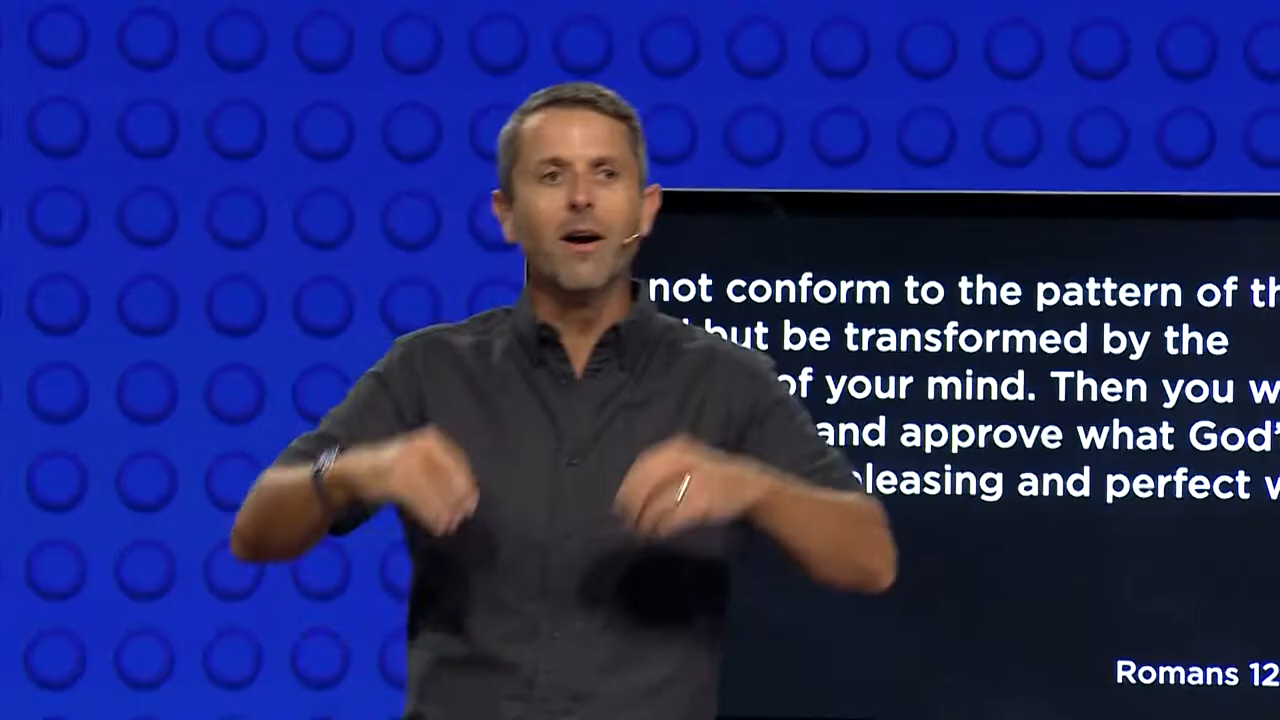 not conform to the pattern of th
but be transformed by the
of your mind. Then you w
and approve what God'
pleasing and perfect w
Romans 12